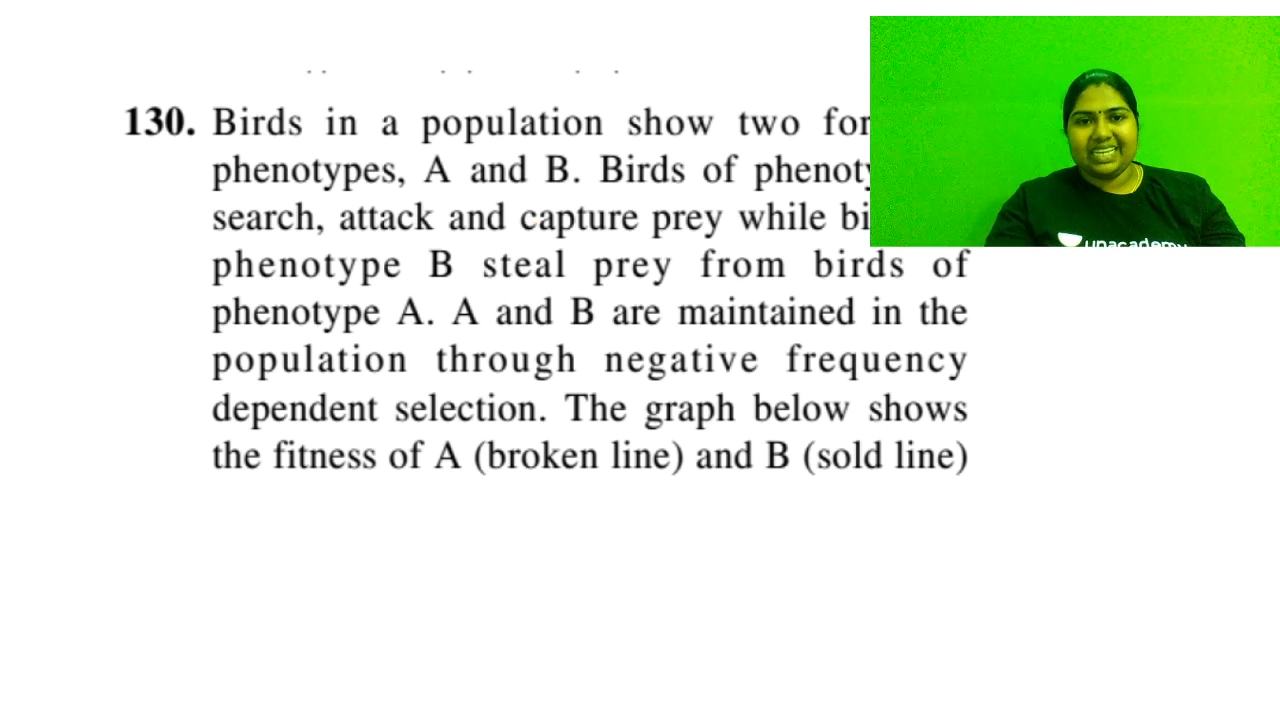 130. Birds in a population show two for
phenotypes, A and B. Birds of phenoty
search, attack and capture prey while bi
phenotype B steal prey from birds of
phenotype A. A and B are maintained in the
population through negative frequency
dependent selection. The graph below shows
the fitness of A (broken line) and B (sold line)
unacademy